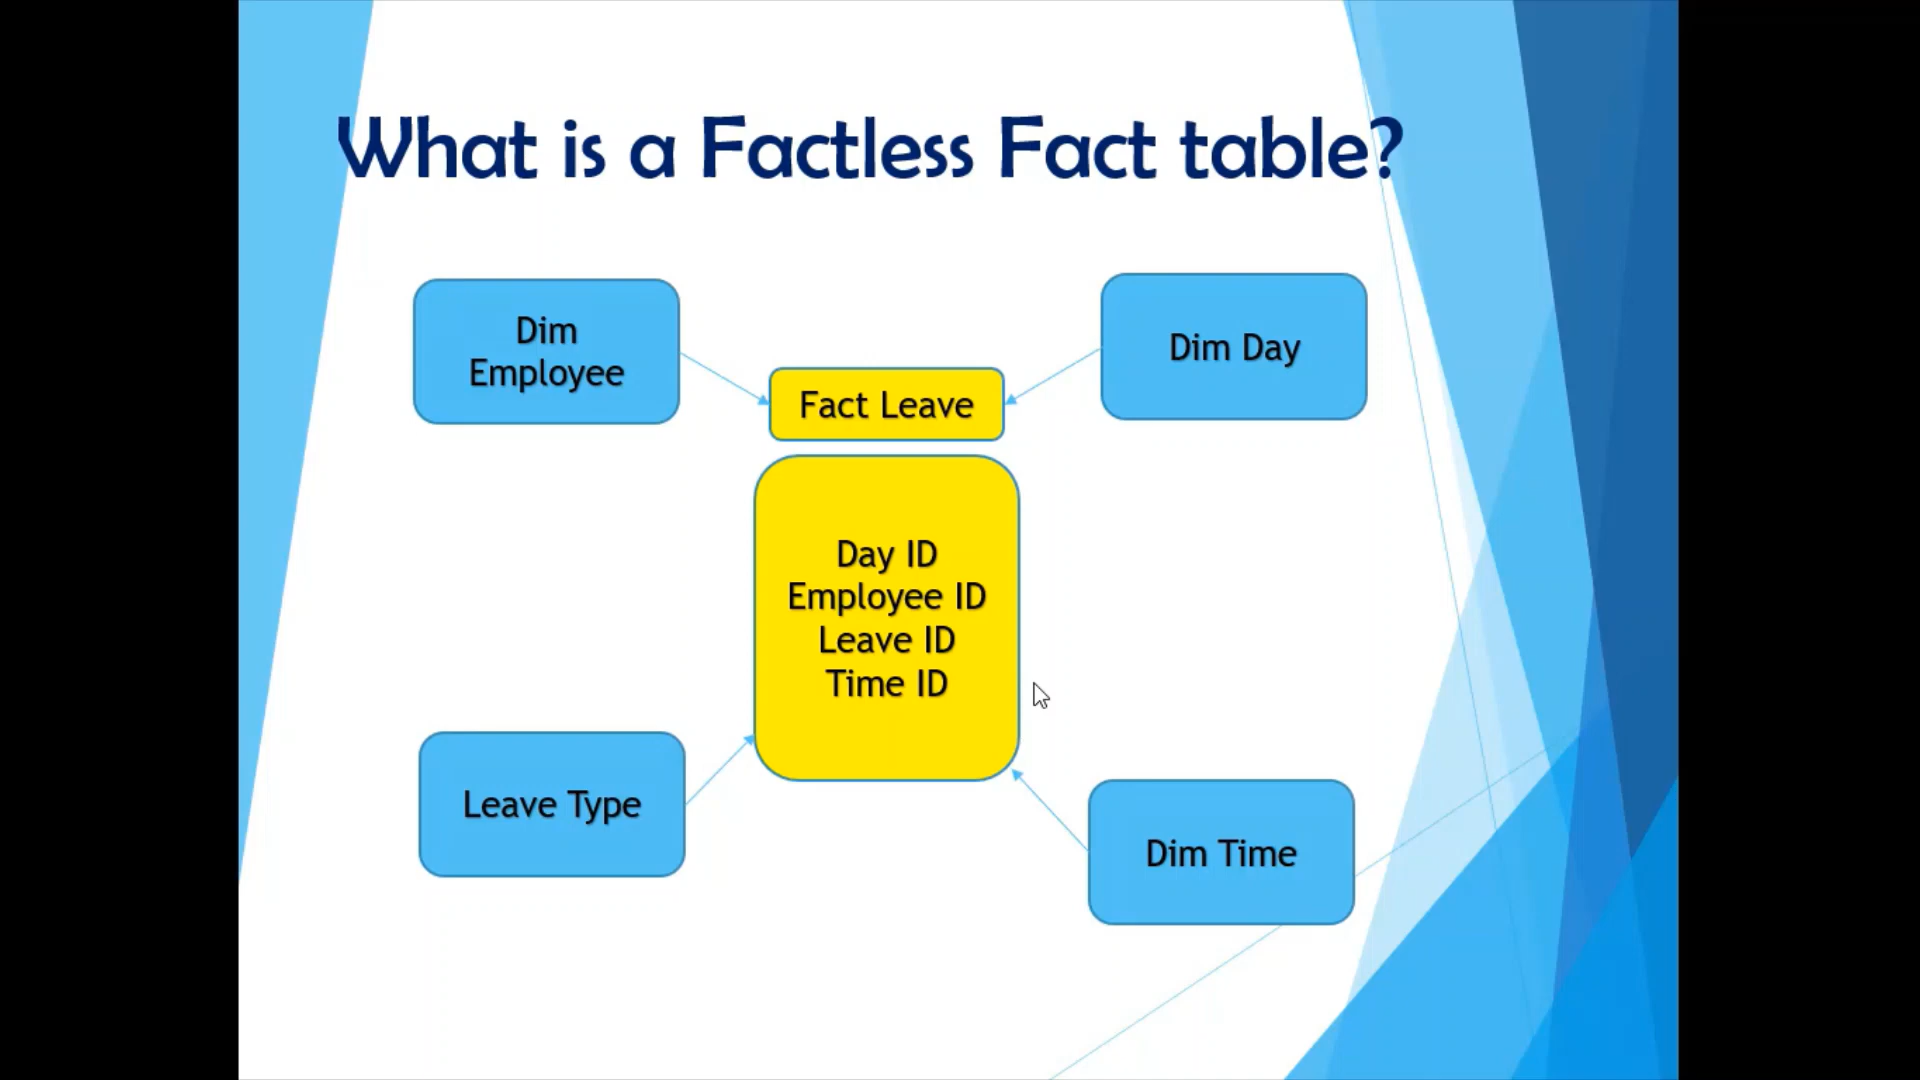 What is a Factless Fact table?
Dim
Employee
Dim Day
Fact Leave
Day ID
Employee ID
Leave ID
Time ID
Leave Type
Dim Time